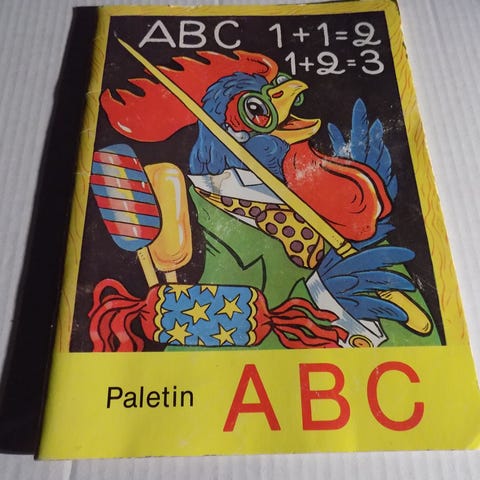 ABC 1+1=2
1+2=3
Paletin ABC